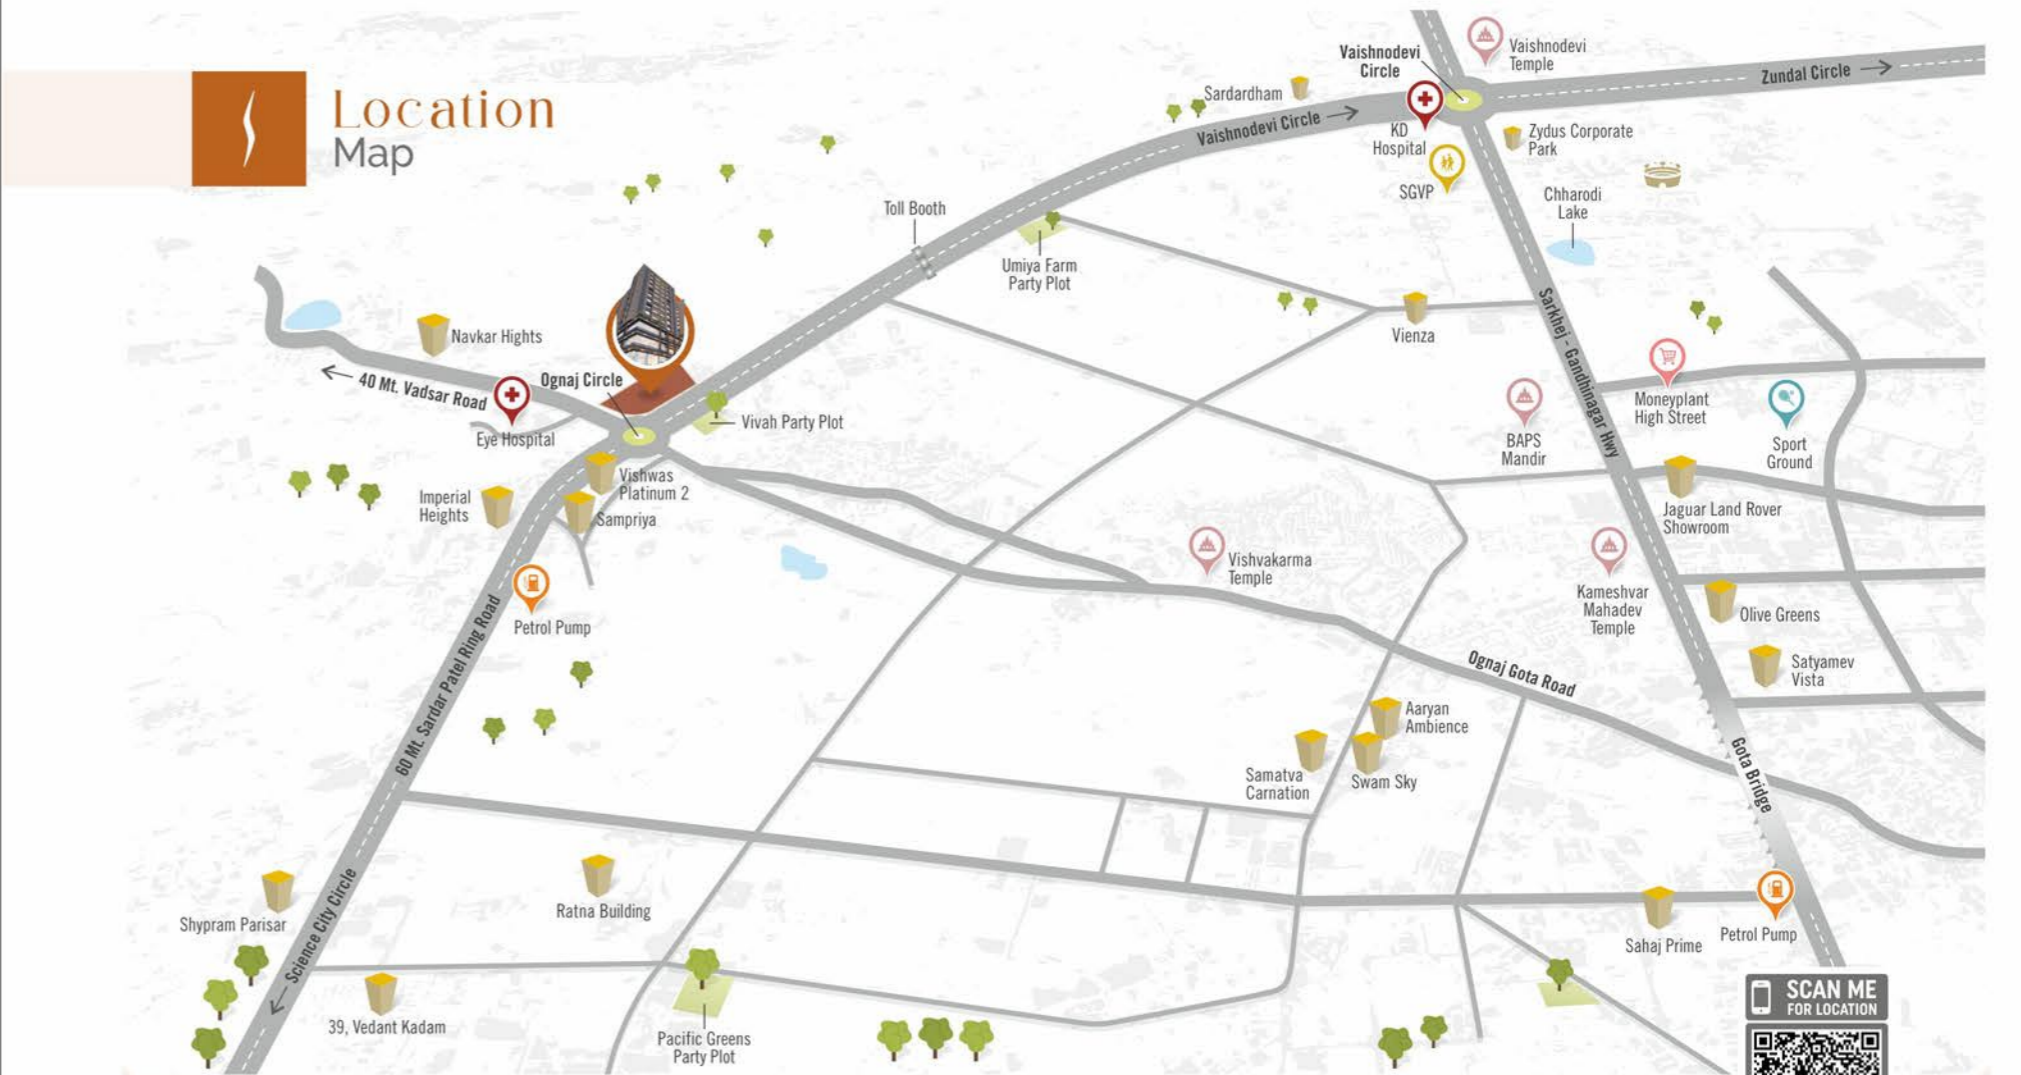 Location
Map
Vaishnodevi
Circle
Vaishnodevi
Temple
Zundal Circle
Sardardham
Vaishnodevi Circle
KD
Hospital
Zydus Corporate
Park
SGVP
Chharodi
Lake
Toll Booth
Umiya Farm
Party Plot
Vienza
Sarkhej - Gandhinagar Hwy
Navkar Hights
40 Mt. Vadsar Road
Ognaj Circle
Eye Hospital
Vivah Party Plot
Moneyplant
High Street
Sport
Ground
BAPS
Mandir
Imperial
Heights
Vishwas
Platinum 2
Sampriya
Jaguar Land Rover
Showroom
Vishvakarma
Temple
Kameshvar
Mahadev
Temple
Olive Greens
Petrol Pump
60 Mt. Sardar Patel Ring Road
Ognaj Gota Road
Satyamev
Vista
Aaryan
Ambience
Samatva
Carnation
Swam Sky
Gota Bridge
Shypram Parisar
Science City Circle
Ratna Building
Sahaj Prime
Petrol Pump
39, Vedant Kadam
Pacific Greens
Party Plot
SCAN ME
FOR LOCATION